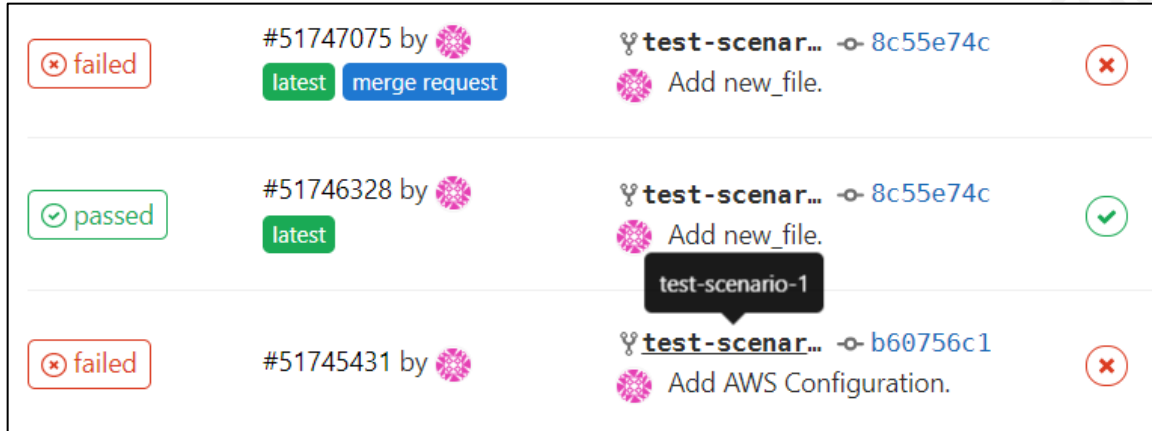 failed
#51747075 by
latest merge request
test-scenar… 8c55e74c
Add new_file.
passed
#51746328 by
latest
test-scenar… 8c55e74c
Add new_file.
test-scenario-1
failed
#51745431 by
test-scenar… b60756c1
Add AWS Configuration.